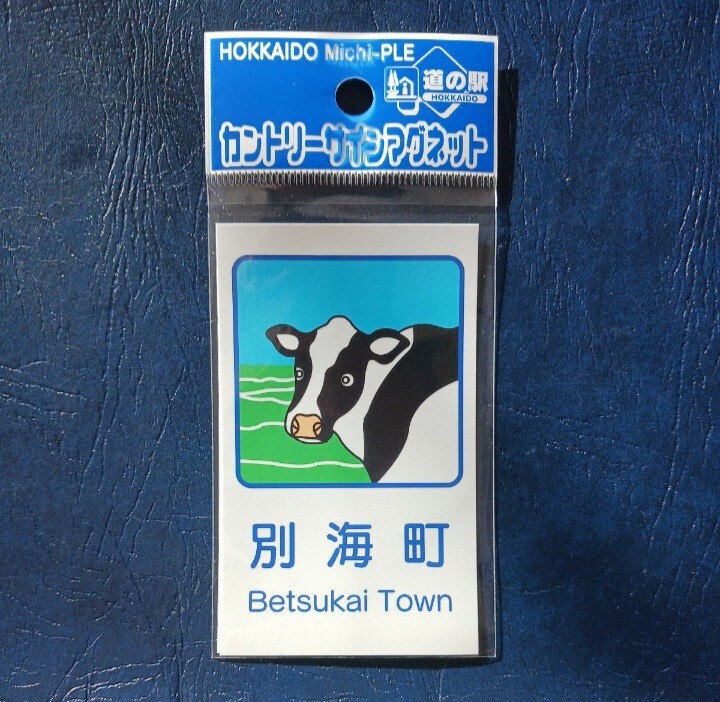 HOKKAIDO Michi-PLE
道の駅
HOKKAIDO
カントリーサインマグネット
別海町
Betsukai Town